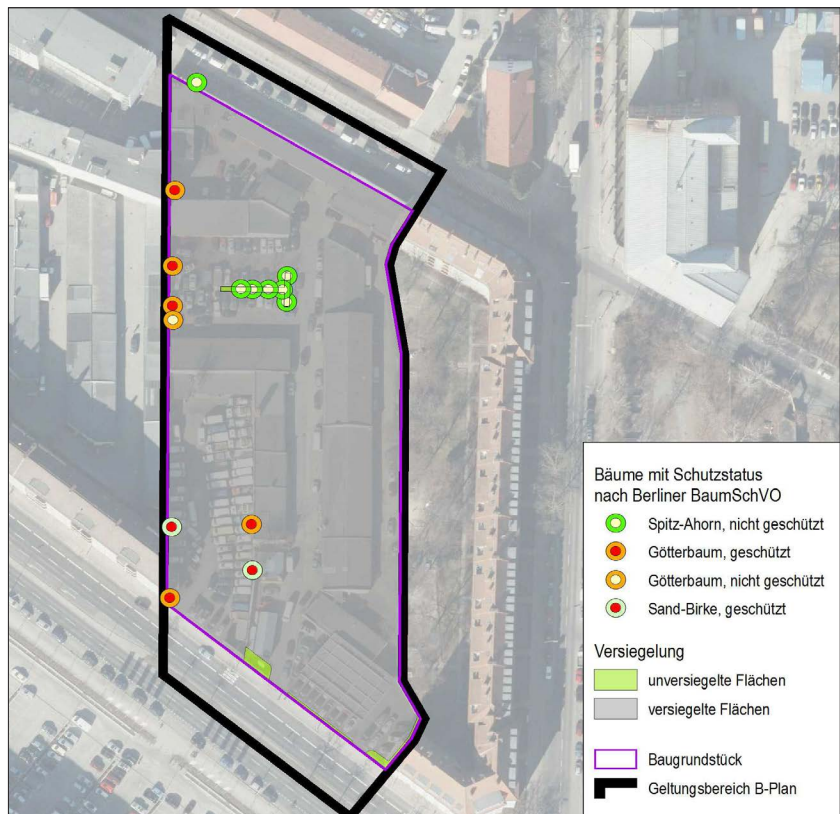 Bäume mit Schutzstatus
nach Berliner BaumSchVO
Spitz-Ahorn, nicht geschützt
Götterbaum, geschützt
Götterbaum, nicht geschützt
Sand-Birke, geschützt
Versiegelung
unversiegelte Flächen
versiegelte Flächen
Baugrundstück
Geltungsbereich B-Plan